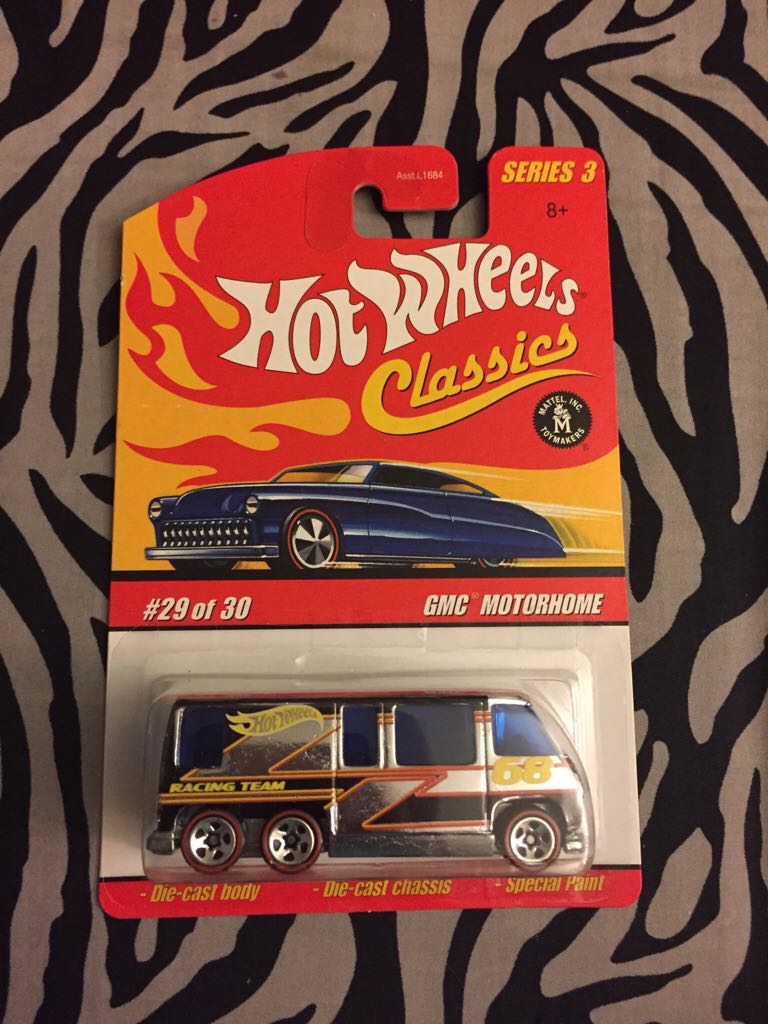 Asst.L1684
SERIES 3
8+
HOT WHEELS®
Classics
MATTEL, INC.
M
TOYMAKERS
®
#29 of 30
GMC® MOTORHOME
HOT WHEELS
RACING TEAM
68
- Die-cast body - Die-cast chassis - Special Paint